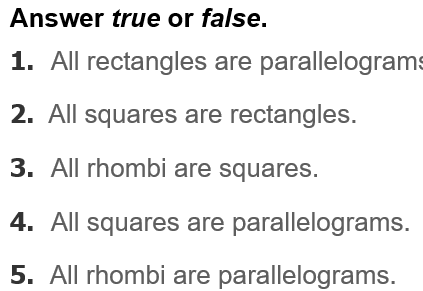 Answer true or false.
1. All rectangles are parallelograms
2. All squares are rectangles.
3. All rhombi are squares.
4. All squares are parallelograms.
5. All rhombi are parallelograms.